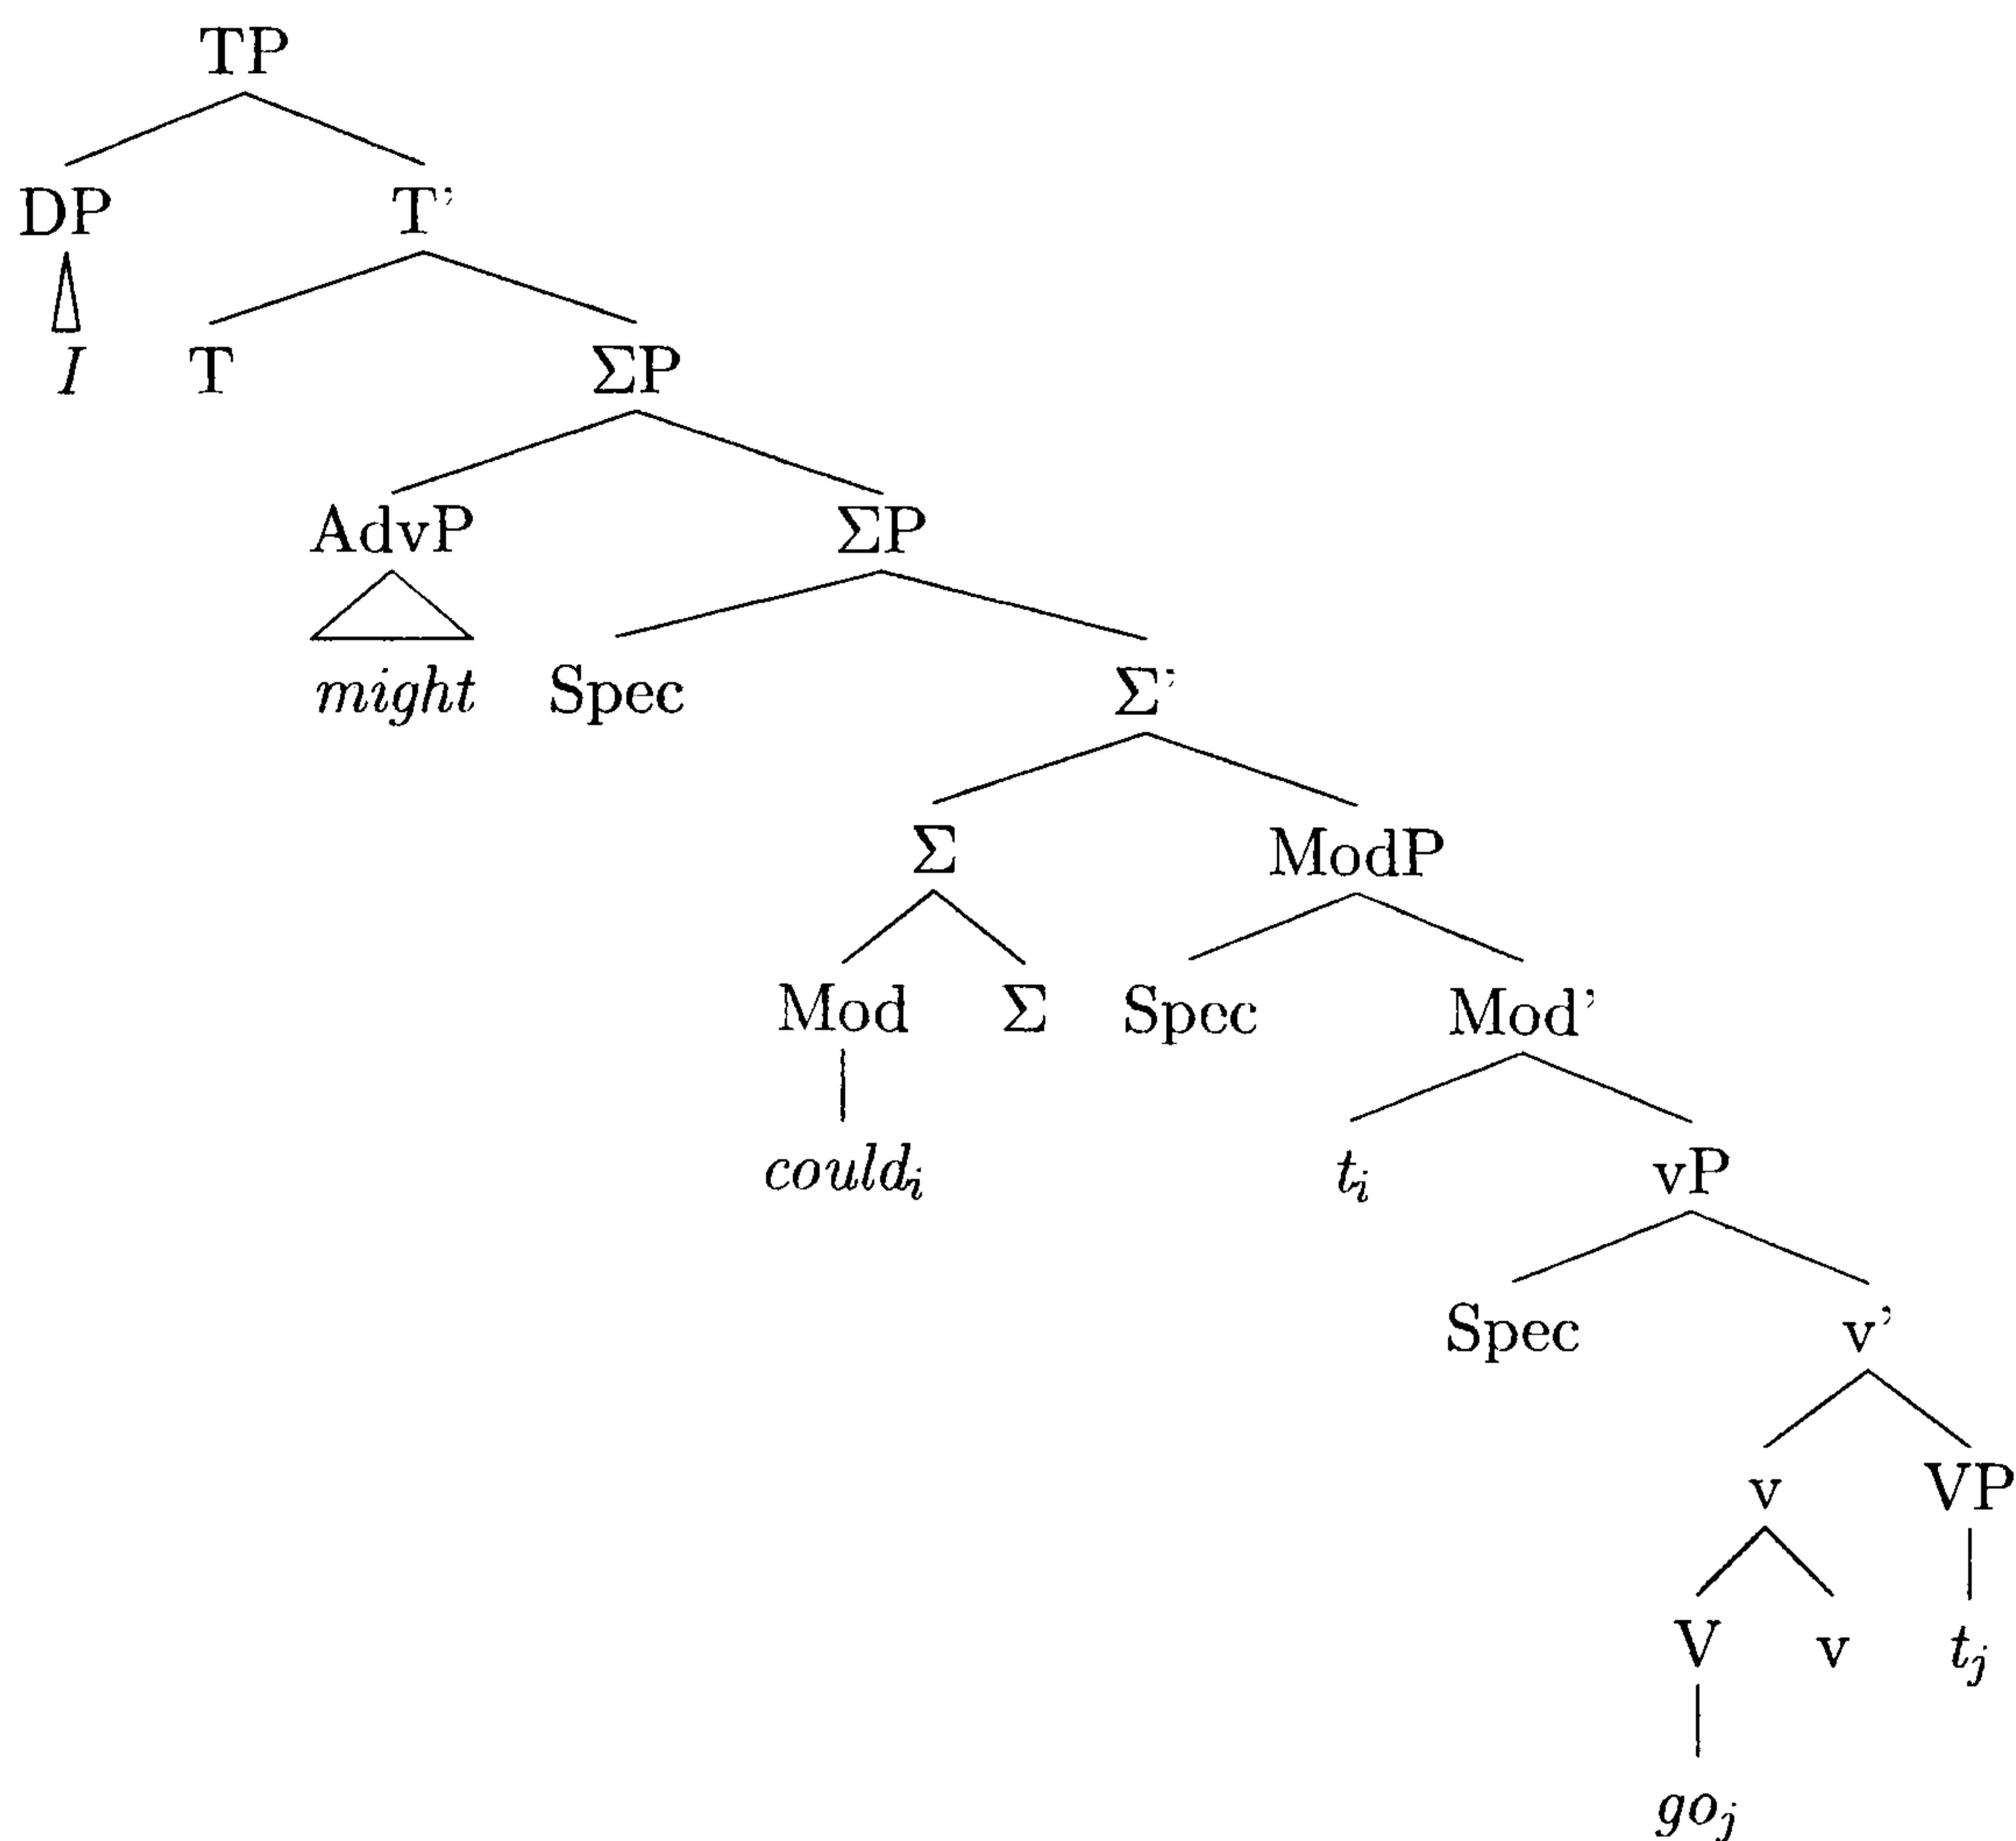 TP
DP T'
I T ΣP
AdvP ΣP
might Spec Σ'
Σ ModP
Mod Σ Spec Mod'
could_i t_i vP
Spec v'
v VP
V v t_j
go_j